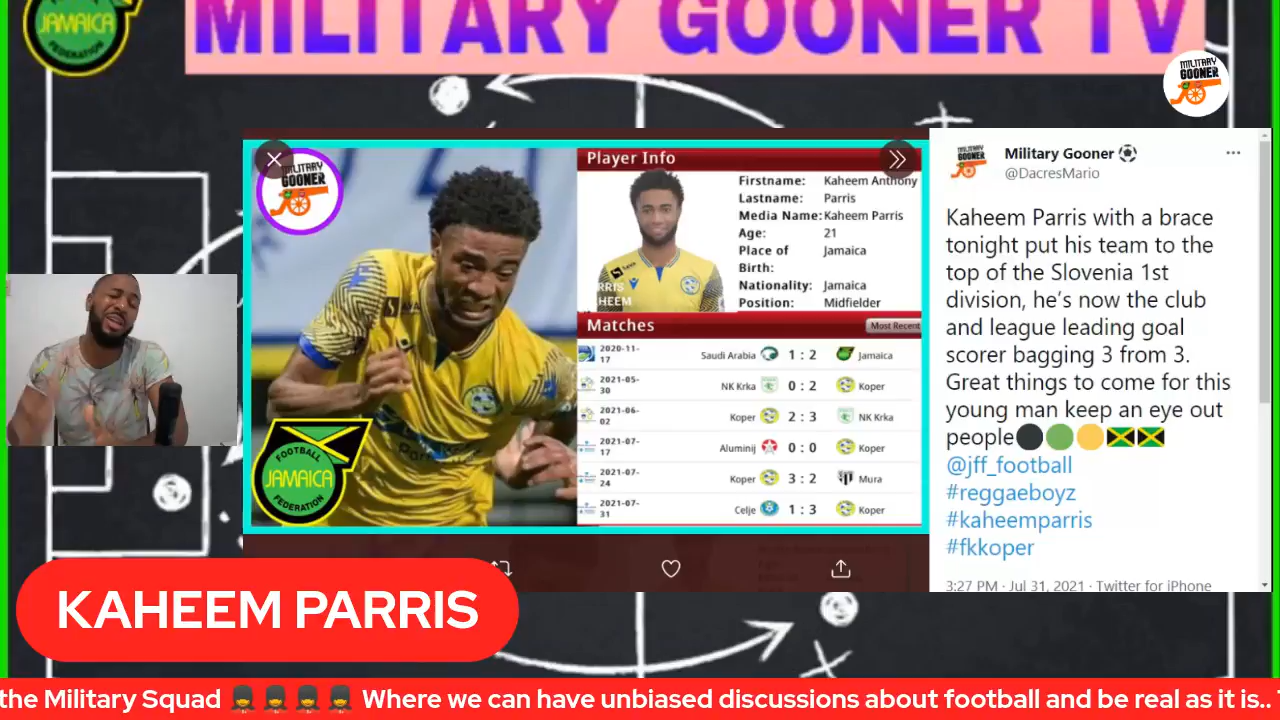 MILITARY GOONER TV
JAMAICA
FEDERATION
MILITARY
GOONER
MILITARY
GOONER
Player Info
Firstname: Kaheem Anthony
Lastname: Parris
Media Name: Kaheem Parris
Age: 21
Place of Birth: Jamaica
Nationality: Jamaica
Position: Midfielder
RRIS
HEEM
Matches
Most Recent
2020-11-17 Saudi Arabia 1 : 2 Jamaica
2021-05-30 NK Krka 0 : 2 Koper
2021-06-02 Koper 2 : 3 NK Krka
2021-07-17 Aluminij 0 : 0 Koper
2021-07-24 Koper 3 : 2 Mura
2021-07-31 Celje 1 : 3 Koper
FOOTBALL
JAMAICA
FEDERATION
MILITARY
GOONER
Military Gooner ⚽
@DacresMario
Kaheem Parris with a brace
tonight put his team to the
top of the Slovenia 1st
division, he’s now the club
and league leading goal
scorer bagging 3 from 3.
Great things to come for this
young man keep an eye out
people⚫🟢🟡🇯🇲🇯🇲
@jff_football
#reggaeboyz
#kaheemparris
#fkkoper
3:27 PM · Jul 31, 2021 · Twitter for iPhone
KAHEEM PARRIS
the Military Squad 💂💂💂💂 Where we can have unbiased discussions about football and be real as it is..